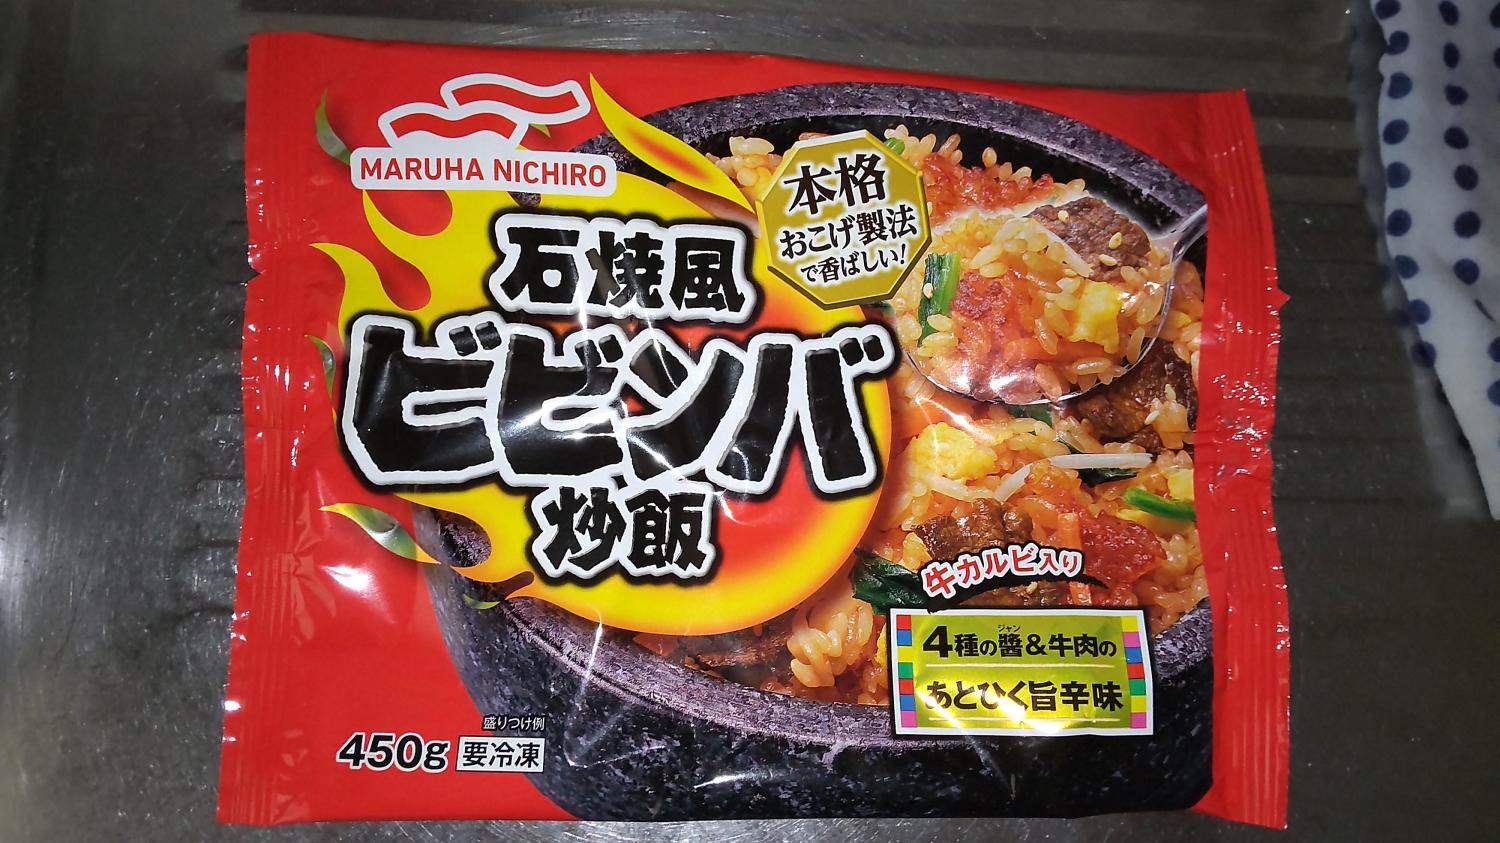 MARUHA NICHIRO
石焼風
ビビンバ
炒飯
本格
おこげ製法
で香ばしい!
牛カルビ入り
ジャン
4種の醬&牛肉の
あとひく旨辛味
盛りつけ例
450g 要冷凍